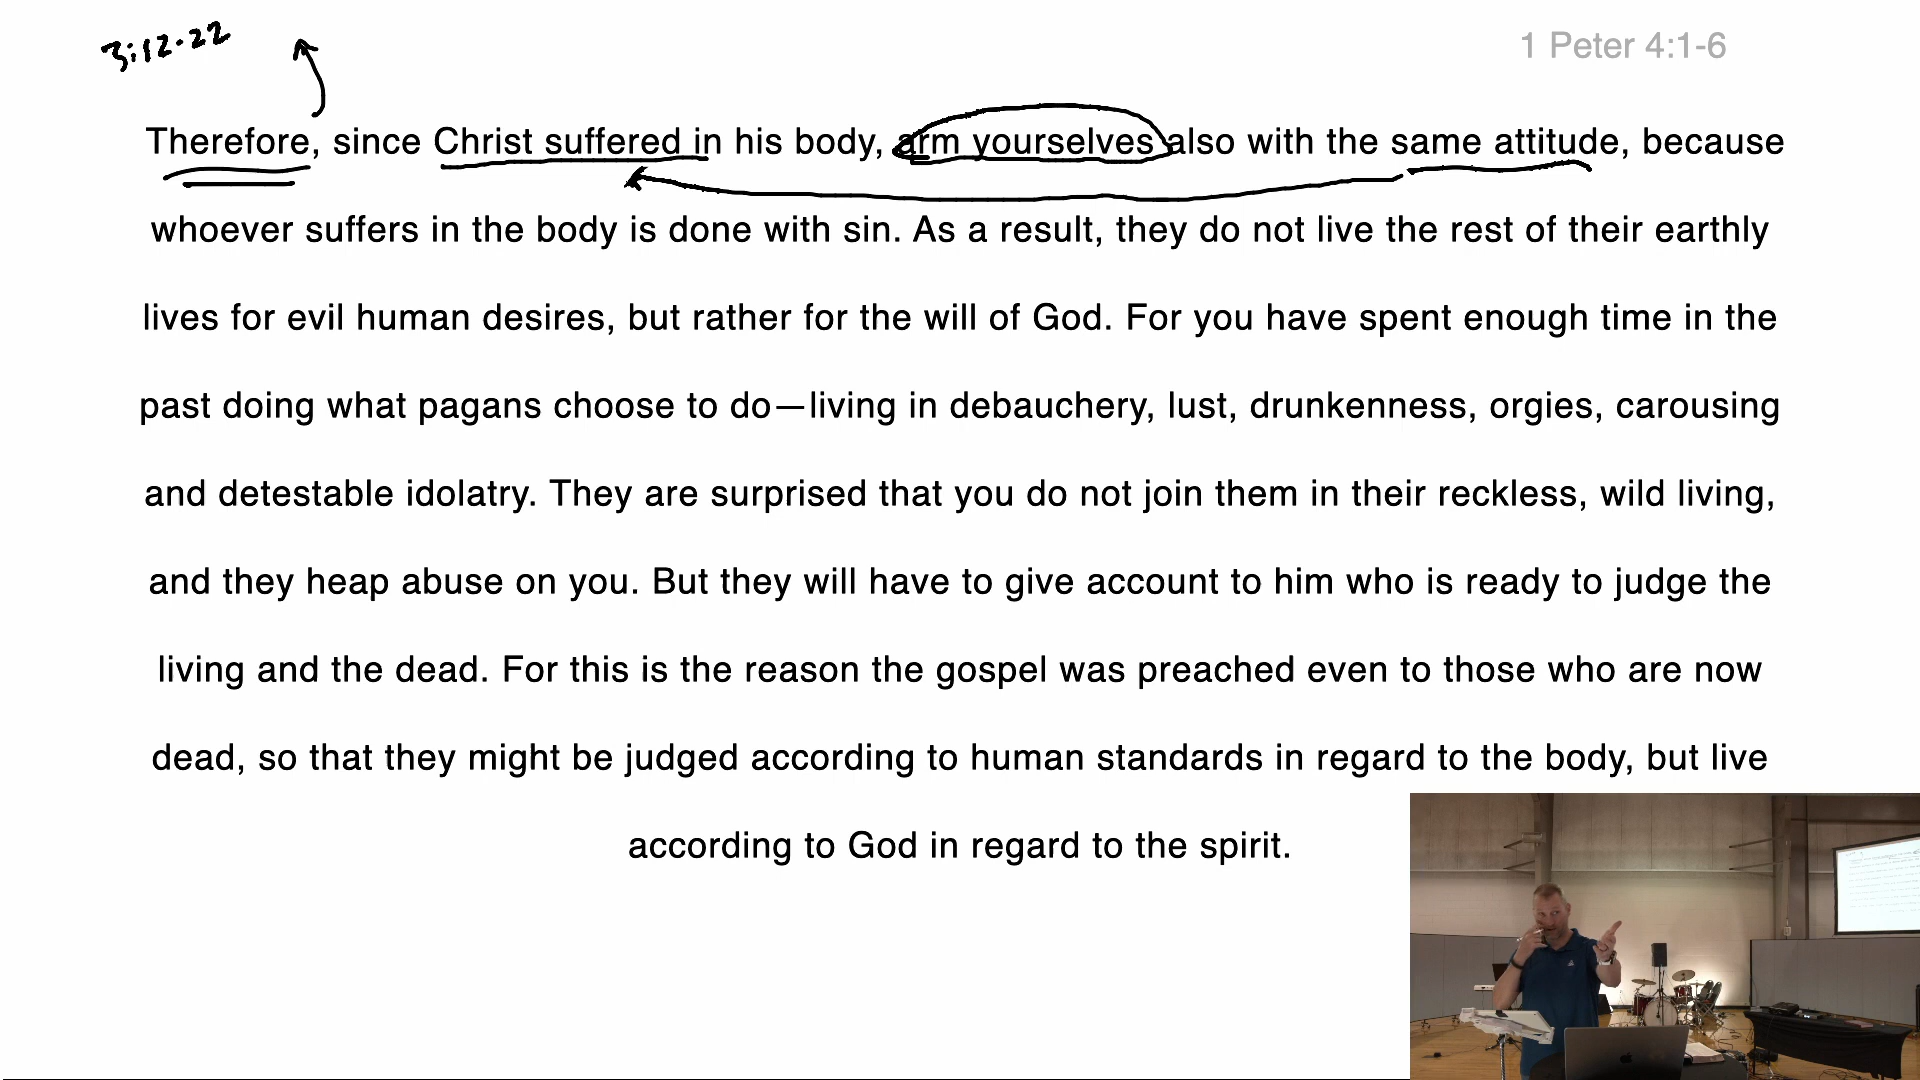 3:12-22
1 Peter 4:1-6
Therefore, since Christ suffered in his body, arm yourselves also with the same attitude, because
whoever suffers in the body is done with sin. As a result, they do not live the rest of their earthly
lives for evil human desires, but rather for the will of God. For you have spent enough time in the
past doing what pagans choose to do—living in debauchery, lust, drunkenness, orgies, carousing
and detestable idolatry. They are surprised that you do not join them in their reckless, wild living,
and they heap abuse on you. But they will have to give account to him who is ready to judge the
living and the dead. For this is the reason the gospel was preached even to those who are now
dead, so that they might be judged according to human standards in regard to the body, but live
according to God in regard to the spirit.